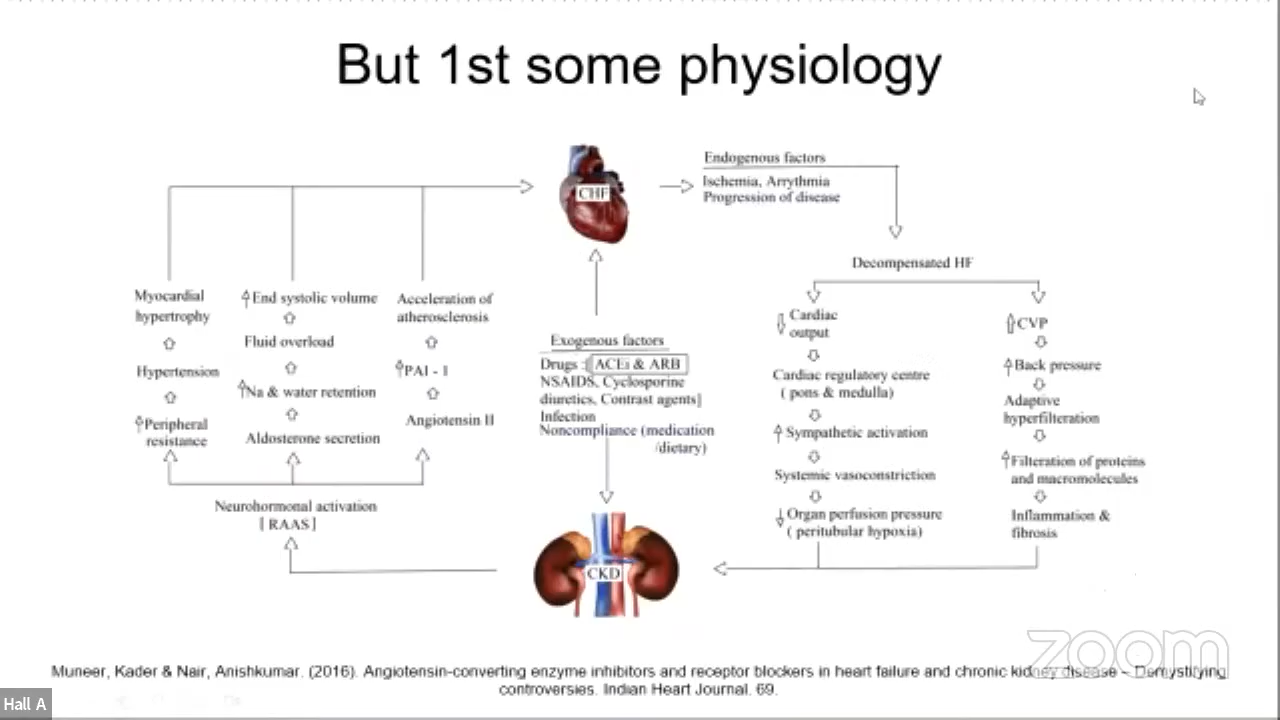 But 1st some physiology
CHF
Endogenous factors
Ischemia, Arrythmia
Progression of disease
Decompensated HF
Cardiac
output
Cardiac regulatory centre
( pons & medulla)
Sympathetic activation
Systemic vasoconstriction
Organ perfusion pressure
( peritubular hypoxia)
CVP
Back pressure
Adaptive
hyperfilteration
Filteration of proteins
and macromolecules
Inflammation &
fibrosis
Exogenous factors
Drugs : ACEi & ARB
NSAIDS, Cyclosporine
diuretics, Contrast agents]
Infection
Noncompliance (medication
/dietary)
CKD
Neurohormonal activation
[ RAAS ]
Peripheral
resistance
Hypertension
Myocardial
hypertrophy
Aldosterone secretion
Na & water retention
Fluid overload
End systolic volume
Angiotensin II
PAI - 1
Acceleration of
atherosclerosis
Muneer, Kader & Nair, Anishkumar. (2016). Angiotensin-converting enzyme inhibitors and receptor blockers in heart failure and chronic kidney disease – Demystifying
controversies. Indian Heart Journal. 69.
zoom
Hall A